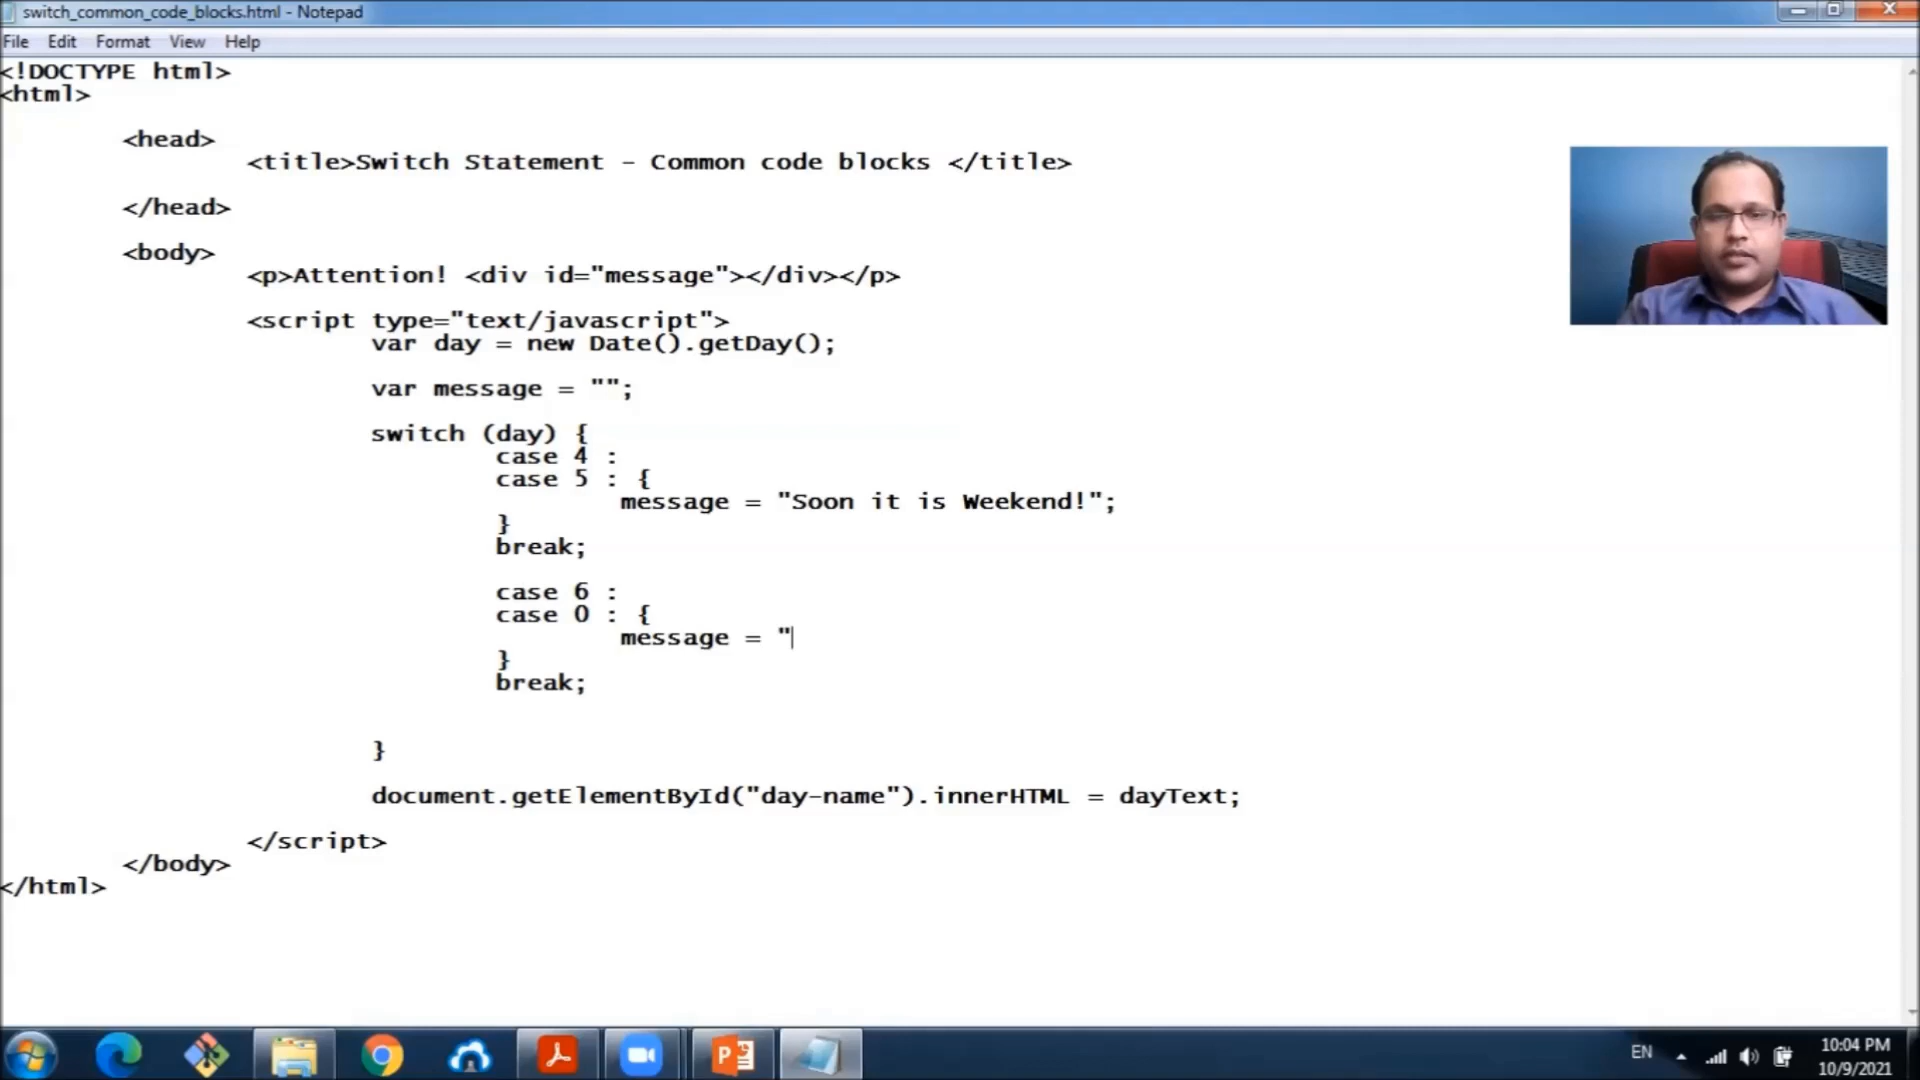 switch_common_code_blocks.html - Notepad
File Edit Format View Help
<!DOCTYPE html>
<html>
<head>
<title>Switch Statement - Common code blocks </title>
</head>
<body>
<p>Attention! <div id="message"></div></p>
<script type="text/javascript">
var day = new Date().getDay();
var message = "";
switch (day) {
case 4 :
case 5 : {
message = "Soon it is Weekend!";
}
break;
case 6 :
case 0 : {
message = "
}
break;
}
document.getElementById("day-name").innerHTML = dayText;
</script>
</body>
</html>
EN
10:04 PM
10/9/2021